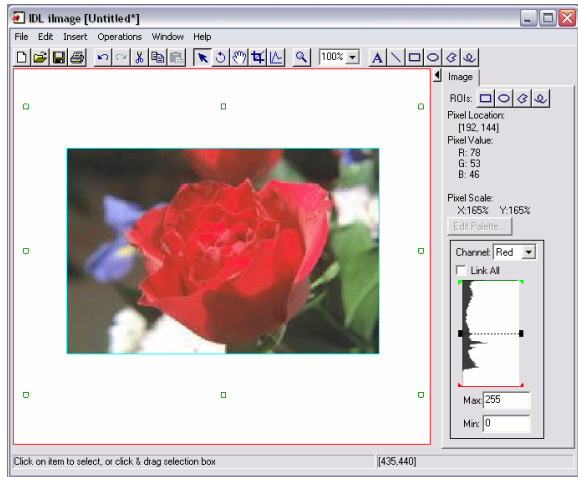 IDL iImage [Untitled*]
File Edit Insert Operations Window Help
100%
A
Image
ROIs:
Pixel Location:
[192, 144]
Pixel Value:
R: 78
G: 53
B: 46
Pixel Scale:
X:165% Y:165%
Edit Palette...
Channel: Red
Link All
Max: 255
Min: 0
Click on item to select, or click & drag selection box [435,440]